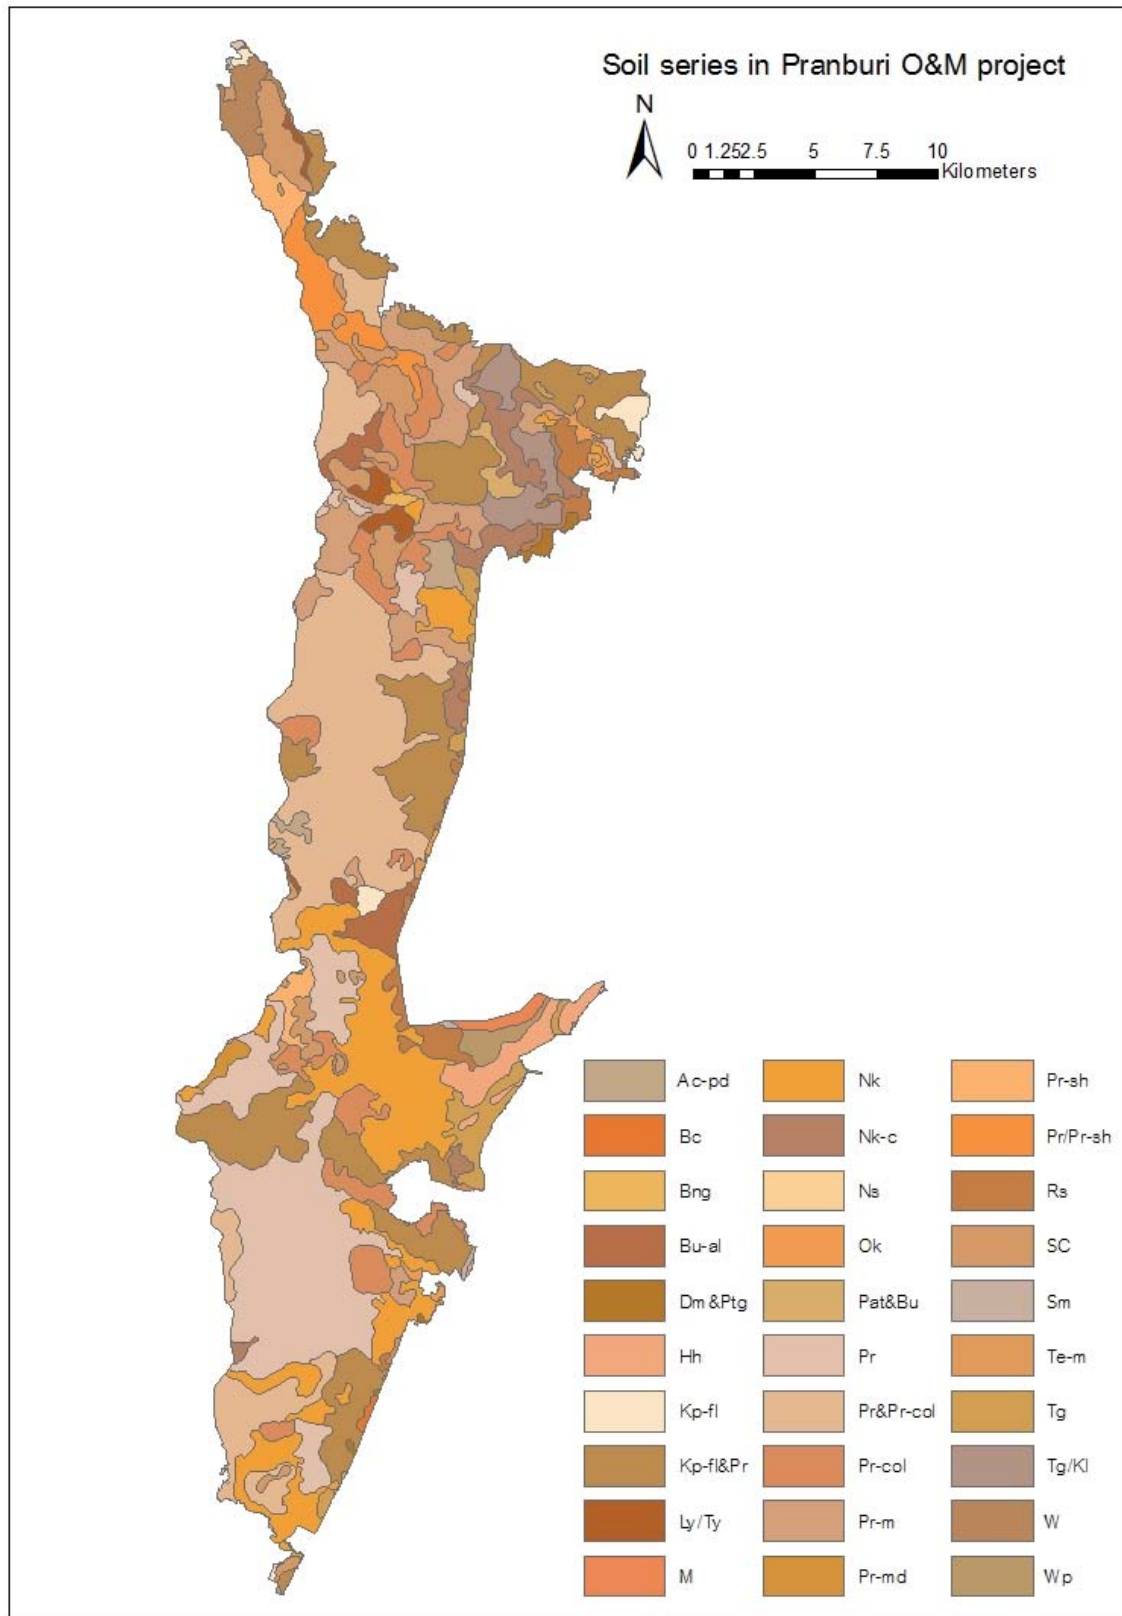 Soil series in Pranburi O&M project
N
0 1.25 2.5 5 7.5 10
Kilometers
Ac-pd Nk Pr-sh
Bc Nk-c Pr/Pr-sh
Bng Ns Rs
Bu-al Ok SC
Dm&Ptg Pat&Bu Sm
Hh Pr Te-m
Kp-fl Pr&Pr-col Tg
Kp-fl&Pr Pr-col Tg/Kl
Ly/Ty Pr-m W
M Pr-md Wp